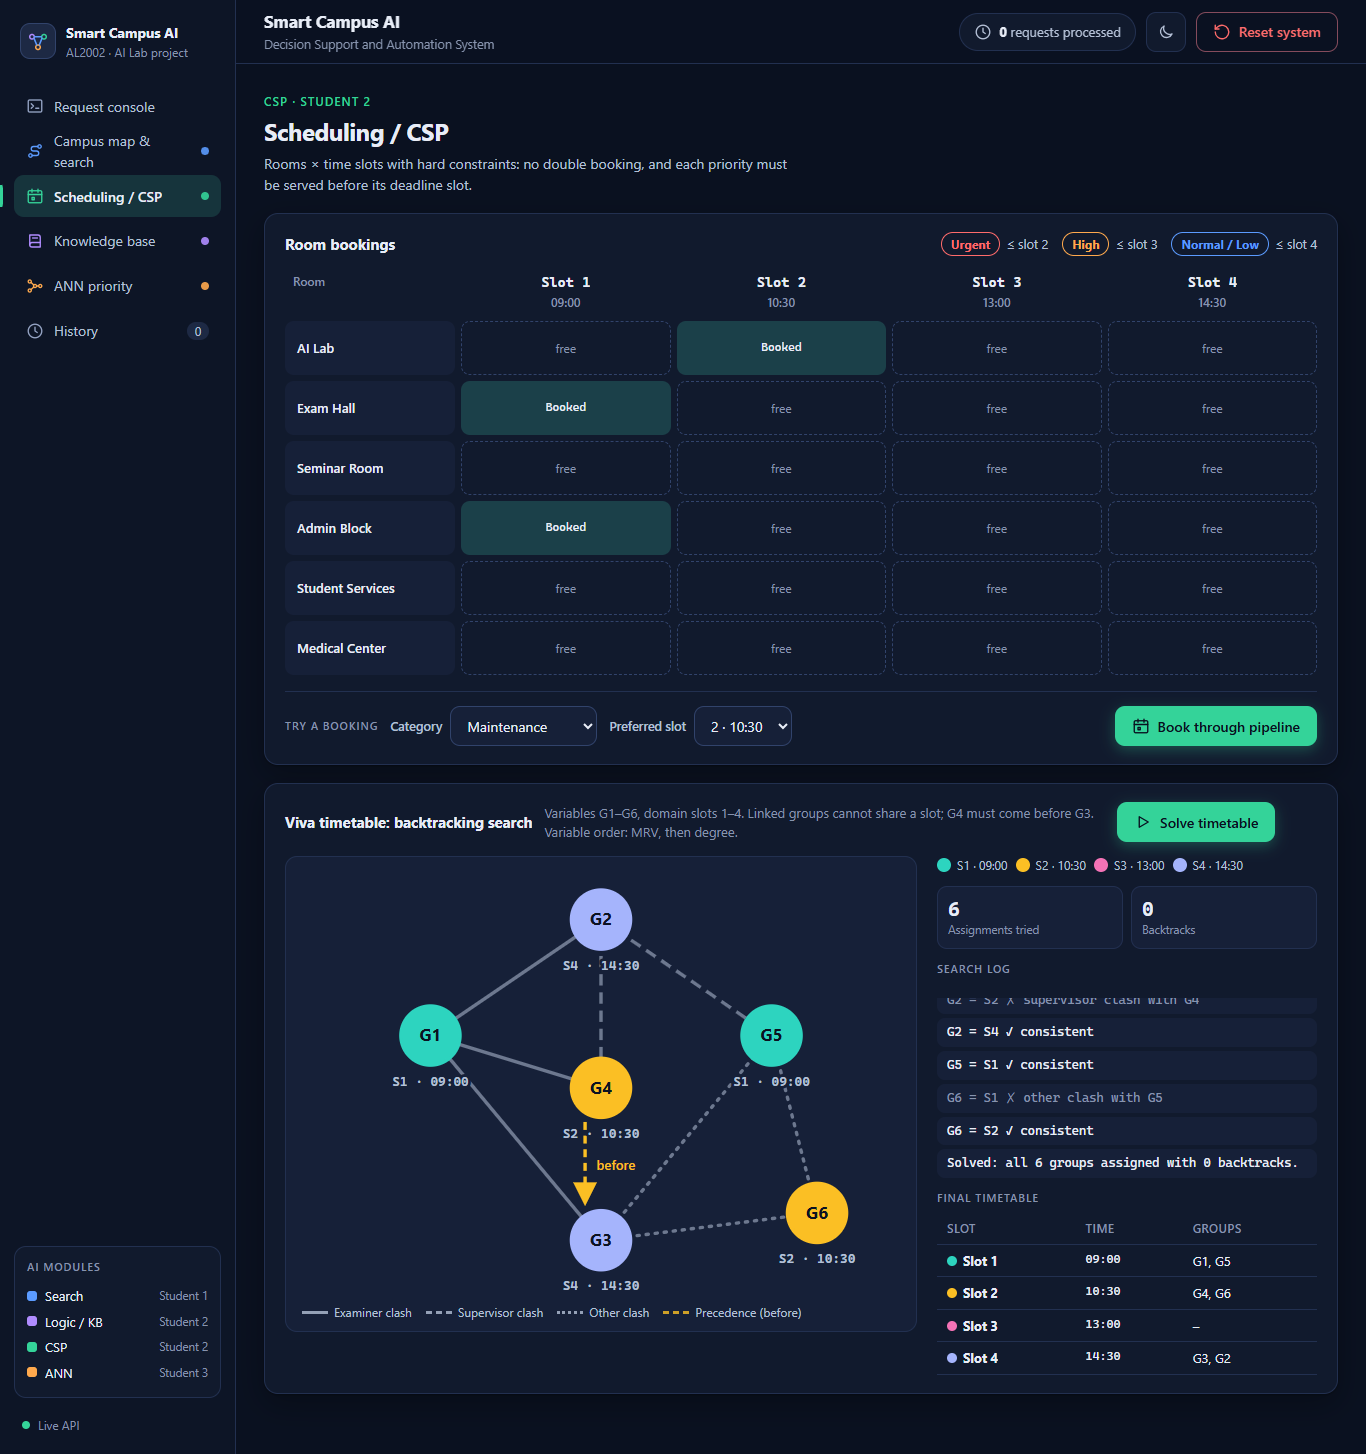 Smart Campus AI
AL2002 · AI Lab project
Request console
Campus map &
search
Scheduling / CSP
Knowledge base
ANN priority
History 0
AI MODULES
Search Student 1
Logic / KB Student 2
CSP Student 2
ANN Student 3
Live API
Smart Campus AI
Decision Support and Automation System
0 requests processed
Reset system
CSP · STUDENT 2
Scheduling / CSP
Rooms × time slots with hard constraints: no double booking, and each priority must
be served before its deadline slot.
Room bookings
Urgent ≤ slot 2 High ≤ slot 3 Normal / Low ≤ slot 4
Room Slot 1 Slot 2 Slot 3 Slot 4
09:00 10:30 13:00 14:30
AI Lab free Booked free free
Exam Hall Booked free free free
Seminar Room free free free free
Admin Block Booked free free free
Student Services free free free free
Medical Center free free free free
TRY A BOOKING Category Maintenance Preferred slot 2 · 10:30 Book through pipeline
Viva timetable: backtracking search
Variables G1–G6, domain slots 1–4. Linked groups cannot share a slot; G4 must come before G3.
Variable order: MRV, then degree.
Solve timetable
G2
S4 · 14:30
G1
S1 · 09:00
G5
S1 · 09:00
G4
S2 · 10:30
before
G6
S2 · 10:30
G3
S4 · 14:30
Examiner clash Supervisor clash Other clash Precedence (before)
S1 · 09:00 S2 · 10:30 S3 · 13:00 S4 · 14:30
6
Assignments tried
0
Backtracks
SEARCH LOG
G2 = S2 ✗ supervisor clash with G4
G2 = S4 ✓ consistent
G5 = S1 ✓ consistent
G6 = S1 ✗ other clash with G5
G6 = S2 ✓ consistent
Solved: all 6 groups assigned with 0 backtracks.
FINAL TIMETABLE
SLOT TIME GROUPS
Slot 1 09:00 G1, G5
Slot 2 10:30 G4, G6
Slot 3 13:00 –
Slot 4 14:30 G3, G2